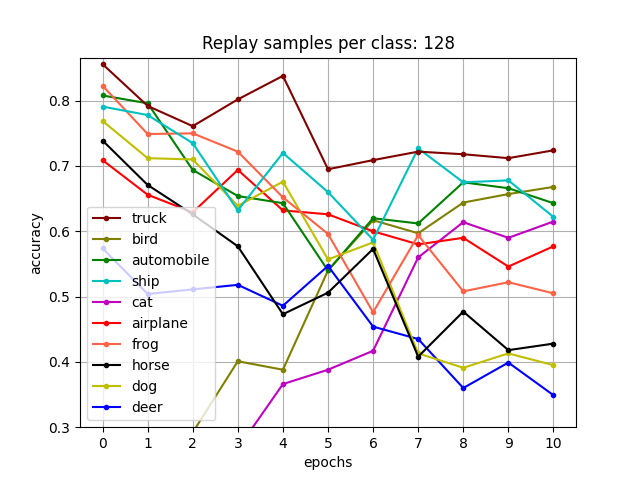 Replay samples per class: 128
accuracy
0.8
0.7
0.6
0.5
0.4
0.3
truck
bird
automobile
ship
cat
airplane
frog
horse
dog
deer
0 1 2 3 4 5 6 7 8 9 10
epochs